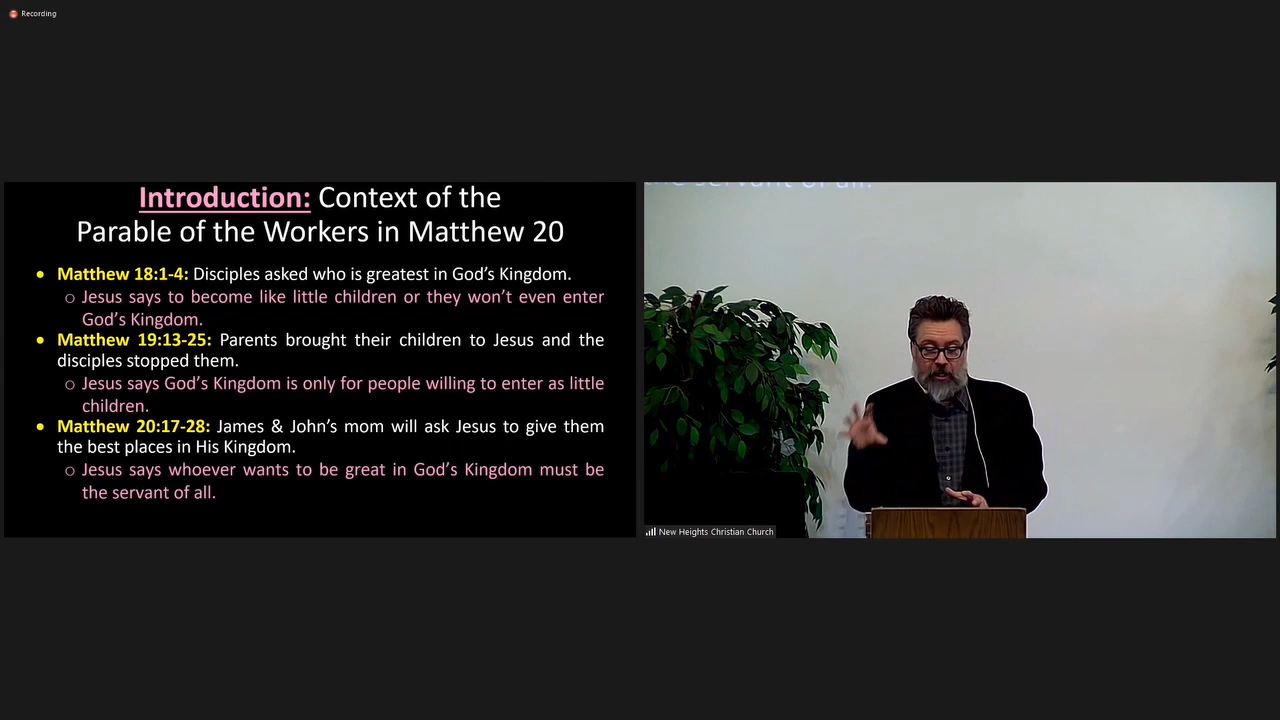 Recording
Introduction: Context of the
Parable of the Workers in Matthew 20
• Matthew 18:1-4: Disciples asked who is greatest in God’s Kingdom.
○ Jesus says to become like little children or they won’t even enter
God’s Kingdom.
• Matthew 19:13-25: Parents brought their children to Jesus and the
disciples stopped them.
○ Jesus says God’s Kingdom is only for people willing to enter as little
children.
• Matthew 20:17-28: James & John’s mom will ask Jesus to give them
the best places in His Kingdom.
○ Jesus says whoever wants to be great in God’s Kingdom must be
the servant of all.
servant of all.
New Heights Christian Church